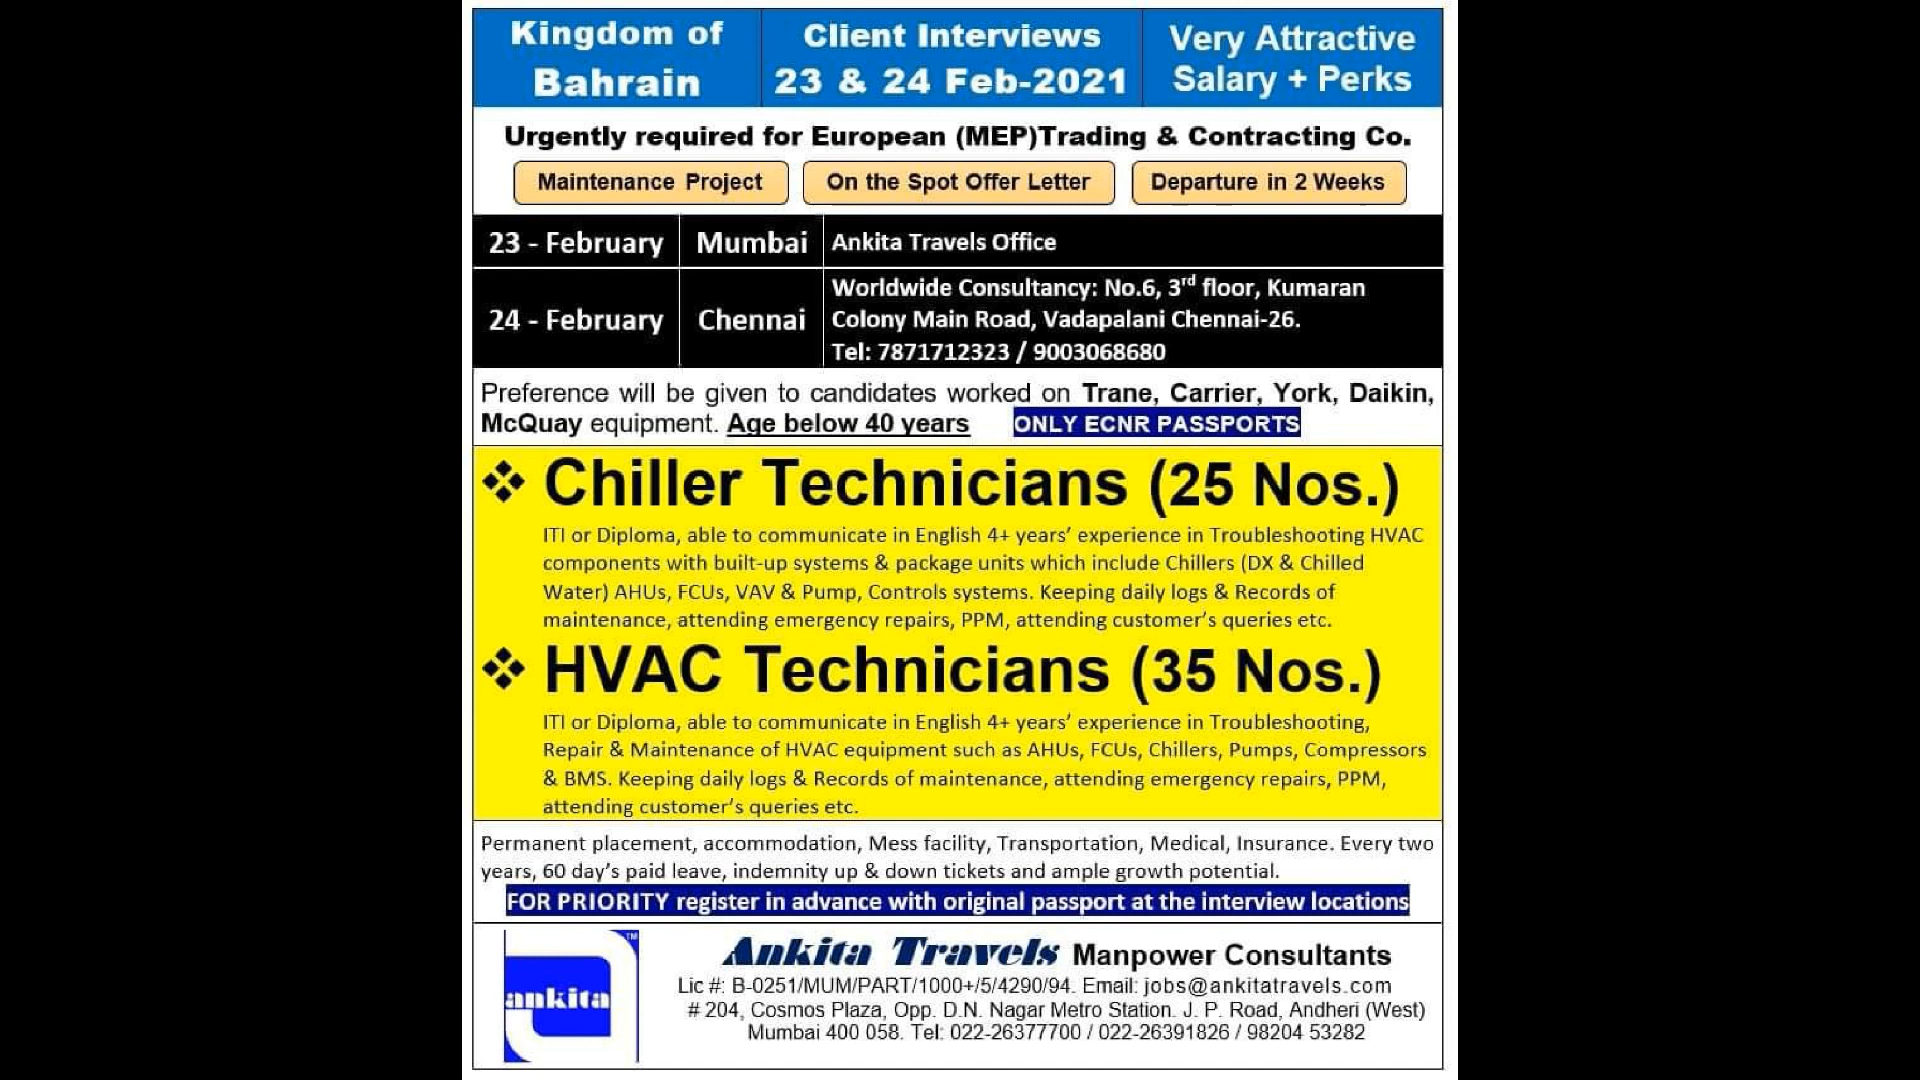 Kingdom of
Bahrain
Client Interviews
23 & 24 Feb-2021
Very Attractive
Salary + Perks
Urgently required for European (MEP)Trading & Contracting Co.
Maintenance Project
On the Spot Offer Letter
Departure in 2 Weeks
23 - February
Mumbai
Ankita Travels Office
24 - February
Chennai
Worldwide Consultancy: No.6, 3rd floor, Kumaran
Colony Main Road, Vadapalani Chennai-26.
Tel: 7871712323 / 9003068680
Preference will be given to candidates worked on Trane, Carrier, York, Daikin,
McQuay equipment. Age below 40 years ONLY ECNR PASSPORTS
❖ Chiller Technicians (25 Nos.)
ITI or Diploma, able to communicate in English 4+ years’ experience in Troubleshooting HVAC
components with built-up systems & package units which include Chillers (DX & Chilled
Water) AHUs, FCUs, VAV & Pump, Controls systems. Keeping daily logs & Records of
maintenance, attending emergency repairs, PPM, attending customer’s queries etc.
❖ HVAC Technicians (35 Nos.)
ITI or Diploma, able to communicate in English 4+ years’ experience in Troubleshooting,
Repair & Maintenance of HVAC equipment such as AHUs, FCUs, Chillers, Pumps, Compressors
& BMS. Keeping daily logs & Records of maintenance, attending emergency repairs, PPM,
attending customer’s queries etc.
Permanent placement, accommodation, Mess facility, Transportation, Medical, Insurance. Every two
years, 60 day’s paid leave, indemnity up & down tickets and ample growth potential.
FOR PRIORITY register in advance with original passport at the interview locations
TM
ankita
Ankita Travels Manpower Consultants
Lic #: B-0251/MUM/PART/1000+/5/4290/94. Email: jobs@ankitatravels.com
# 204, Cosmos Plaza, Opp. D.N. Nagar Metro Station. J. P. Road, Andheri (West)
Mumbai 400 058. Tel: 022-26377700 / 022-26391826 / 98204 53282